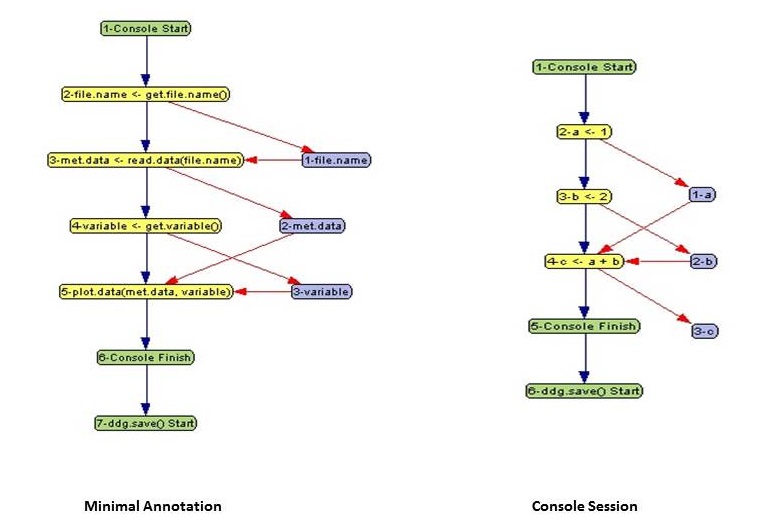 1-Console Start
2-file.name <- get.file.name()
3-met.data <- read.data(file.name)
1-file.name
4-variable <- get.variable()
2-met.data
5-plot.data(met.data, variable)
3-variable
6-Console Finish
7-ddg.save() Start
Minimal Annotation
1-Console Start
2-a <- 1
3-b <- 2
1-a
4-c <- a + b
2-b
5-Console Finish
3-c
6-ddg.save() Start
Console Session